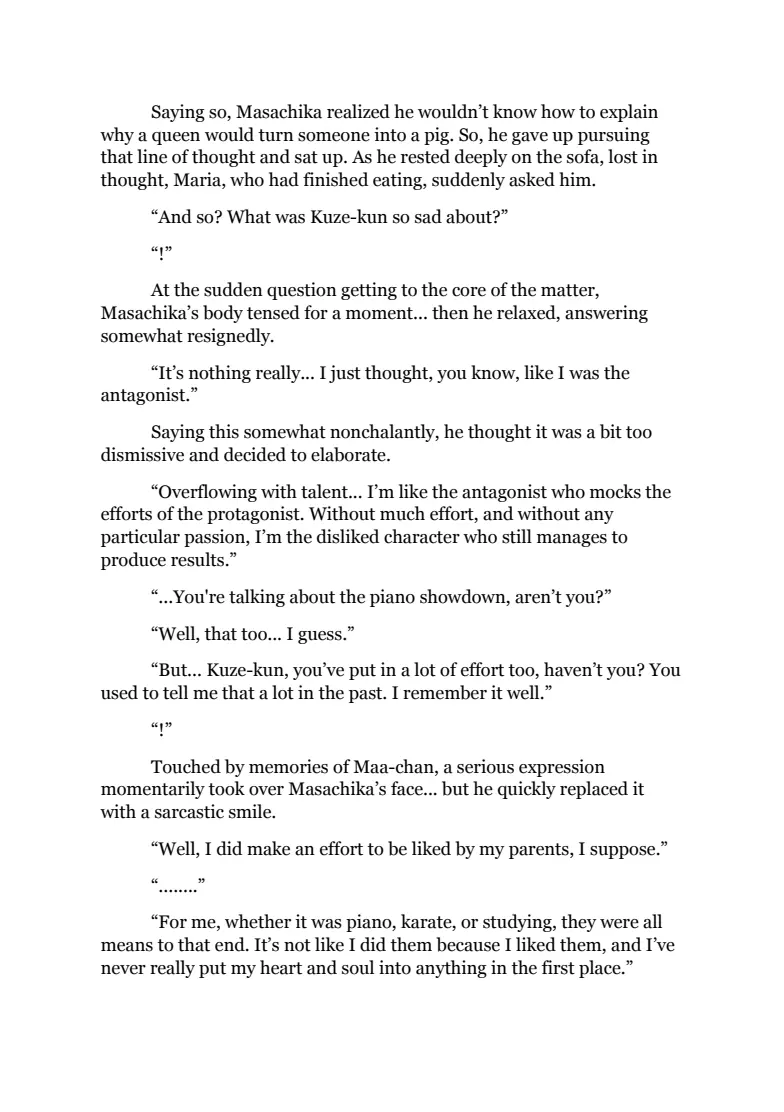 Saying so, Masachika realized he wouldn’t know how to explain
why a queen would turn someone into a pig. So, he gave up pursuing
that line of thought and sat up. As he rested deeply on the sofa, lost in
thought, Maria, who had finished eating, suddenly asked him.
“And so? What was Kuze-kun so sad about?”
“!”
At the sudden question getting to the core of the matter,
Masachika’s body tensed for a moment... then he relaxed, answering
somewhat resignedly.
“It’s nothing really... I just thought, you know, like I was the
antagonist.”
Saying this somewhat nonchalantly, he thought it was a bit too
dismissive and decided to elaborate.
“Overflowing with talent... I’m like the antagonist who mocks the
efforts of the protagonist. Without much effort, and without any
particular passion, I’m the disliked character who still manages to
produce results.”
“...You're talking about the piano showdown, aren’t you?”
“Well, that too... I guess.”
“But... Kuze-kun, you’ve put in a lot of effort too, haven’t you? You
used to tell me that a lot in the past. I remember it well.”
“!”
Touched by memories of Maa-chan, a serious expression
momentarily took over Masachika’s face... but he quickly replaced it
with a sarcastic smile.
“Well, I did make an effort to be liked by my parents, I suppose.”
“........”
“For me, whether it was piano, karate, or studying, they were all
means to that end. It’s not like I did them because I liked them, and I’ve
never really put my heart and soul into anything in the first place.”